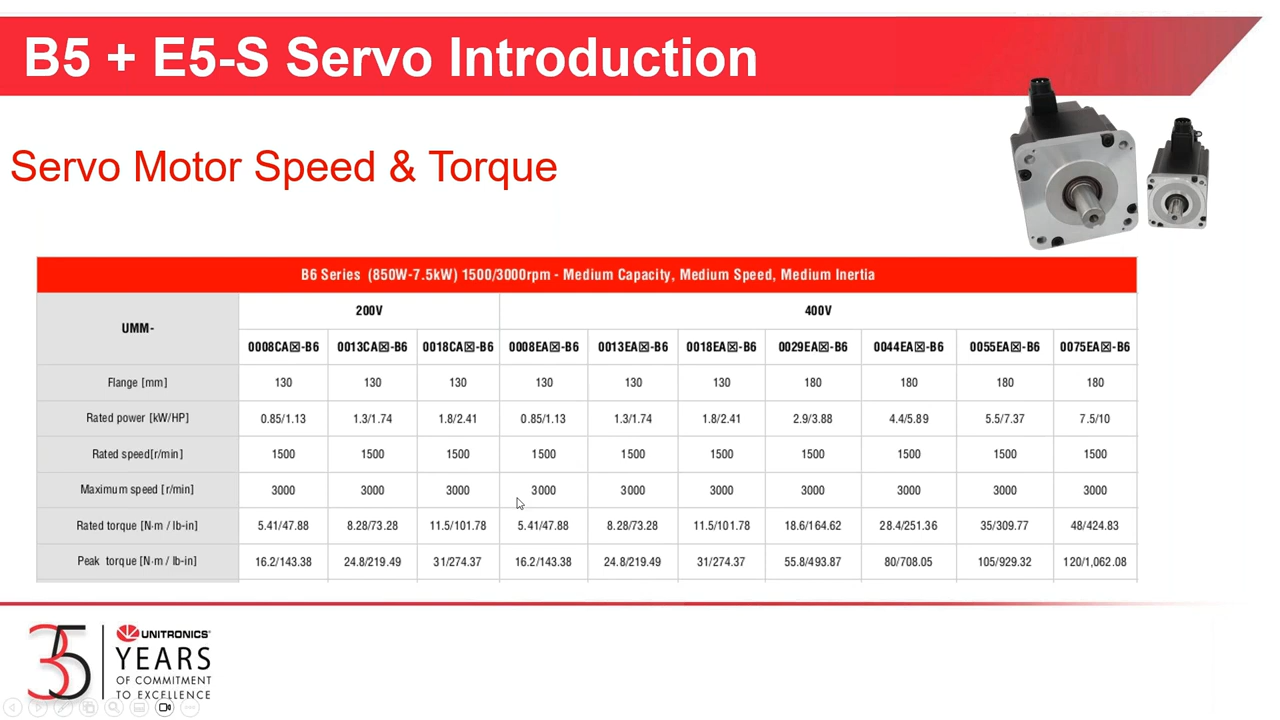 B5 + E5-S Servo Introduction
Servo Motor Speed & Torque
B6 Series (850W-7.5kW) 1500/3000rpm - Medium Capacity, Medium Speed, Medium Inertia
UMM- 200V 400V
0008CA☒-B6 0013CA☒-B6 0018CA☒-B6 0008EA☒-B6 0013EA☒-B6 0018EA☒-B6 0029EA☒-B6 0044EA☒-B6 0055EA☒-B6 0075EA☒-B6
Flange [mm] 130 130 130 130 130 130 180 180 180 180
Rated power [kW/HP] 0.85/1.13 1.3/1.74 1.8/2.41 0.85/1.13 1.3/1.74 1.8/2.41 2.9/3.88 4.4/5.89 5.5/7.37 7.5/10
Rated speed[r/min] 1500 1500 1500 1500 1500 1500 1500 1500 1500 1500
Maximum speed [r/min] 3000 3000 3000 3000 3000 3000 3000 3000 3000 3000
Rated torque [N·m / lb-in] 5.41/47.88 8.28/73.28 11.5/101.78 5.41/47.88 8.28/73.28 11.5/101.78 18.6/164.62 28.4/251.36 35/309.77 48/424.83
Peak torque [N·m / lb-in] 16.2/143.38 24.8/219.49 31/274.37 16.2/143.38 24.8/219.49 31/274.37 55.8/493.87 80/708.05 105/929.32 120/1,062.08
35
UNITRONICS®
YEARS
OF COMMITMENT
TO EXCELLENCE